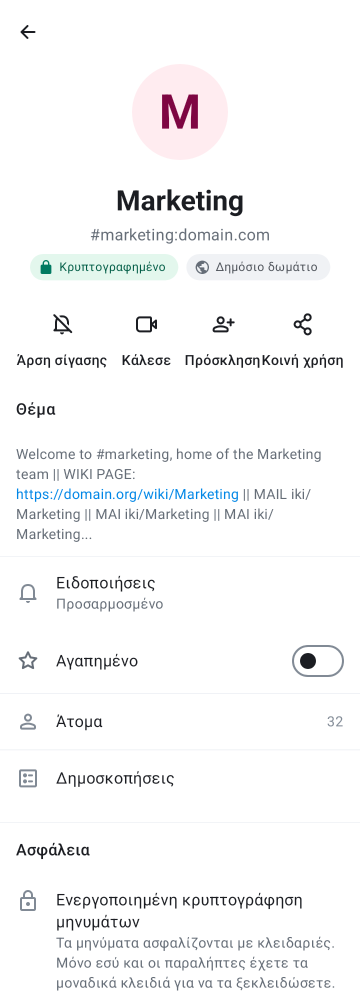 M
Marketing
#marketing:domain.com
Κρυπτογραφημένο Δημόσιο δωμάτιο
Άρση σίγασης Κάλεσε Πρόσκληση Κοινή χρήση
Θέμα
Welcome to #marketing, home of the Marketing
team || WIKI PAGE:
https://domain.org/wiki/Marketing || MAIL iki/
Marketing || MAI iki/Marketing || MAI iki/
Marketing...
Ειδοποιήσεις
Προσαρμοσμένο
Αγαπημένο
Άτομα 32
Δημοσκοπήσεις
Ασφάλεια
Ενεργοποιημένη κρυπτογράφηση
μηνυμάτων
Τα μηνύματα ασφαλίζονται με κλειδαριές.
Μόνο εσύ και οι παραλήπτες έχετε τα
μοναδικά κλειδιά για να τα ξεκλειδώσετε.